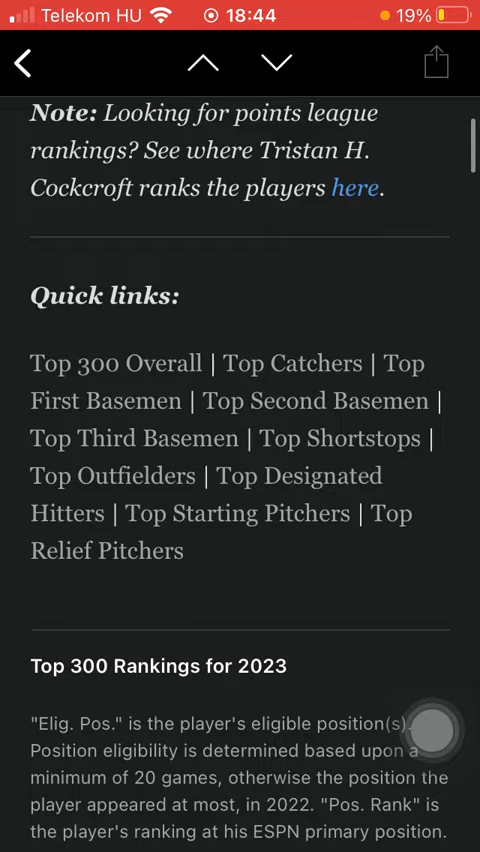 Telekom HU 18:44 19%
Note: Looking for points league
rankings? See where Tristan H.
Cockcroft ranks the players here.
Quick links:
Top 300 Overall | Top Catchers | Top
First Basemen | Top Second Basemen |
Top Third Basemen | Top Shortstops |
Top Outfielders | Top Designated
Hitters | Top Starting Pitchers | Top
Relief Pitchers
Top 300 Rankings for 2023
"Elig. Pos." is the player's eligible position(s).
Position eligibility is determined based upon a
minimum of 20 games, otherwise the position the
player appeared at most, in 2022. "Pos. Rank" is
the player's ranking at his ESPN primary position.